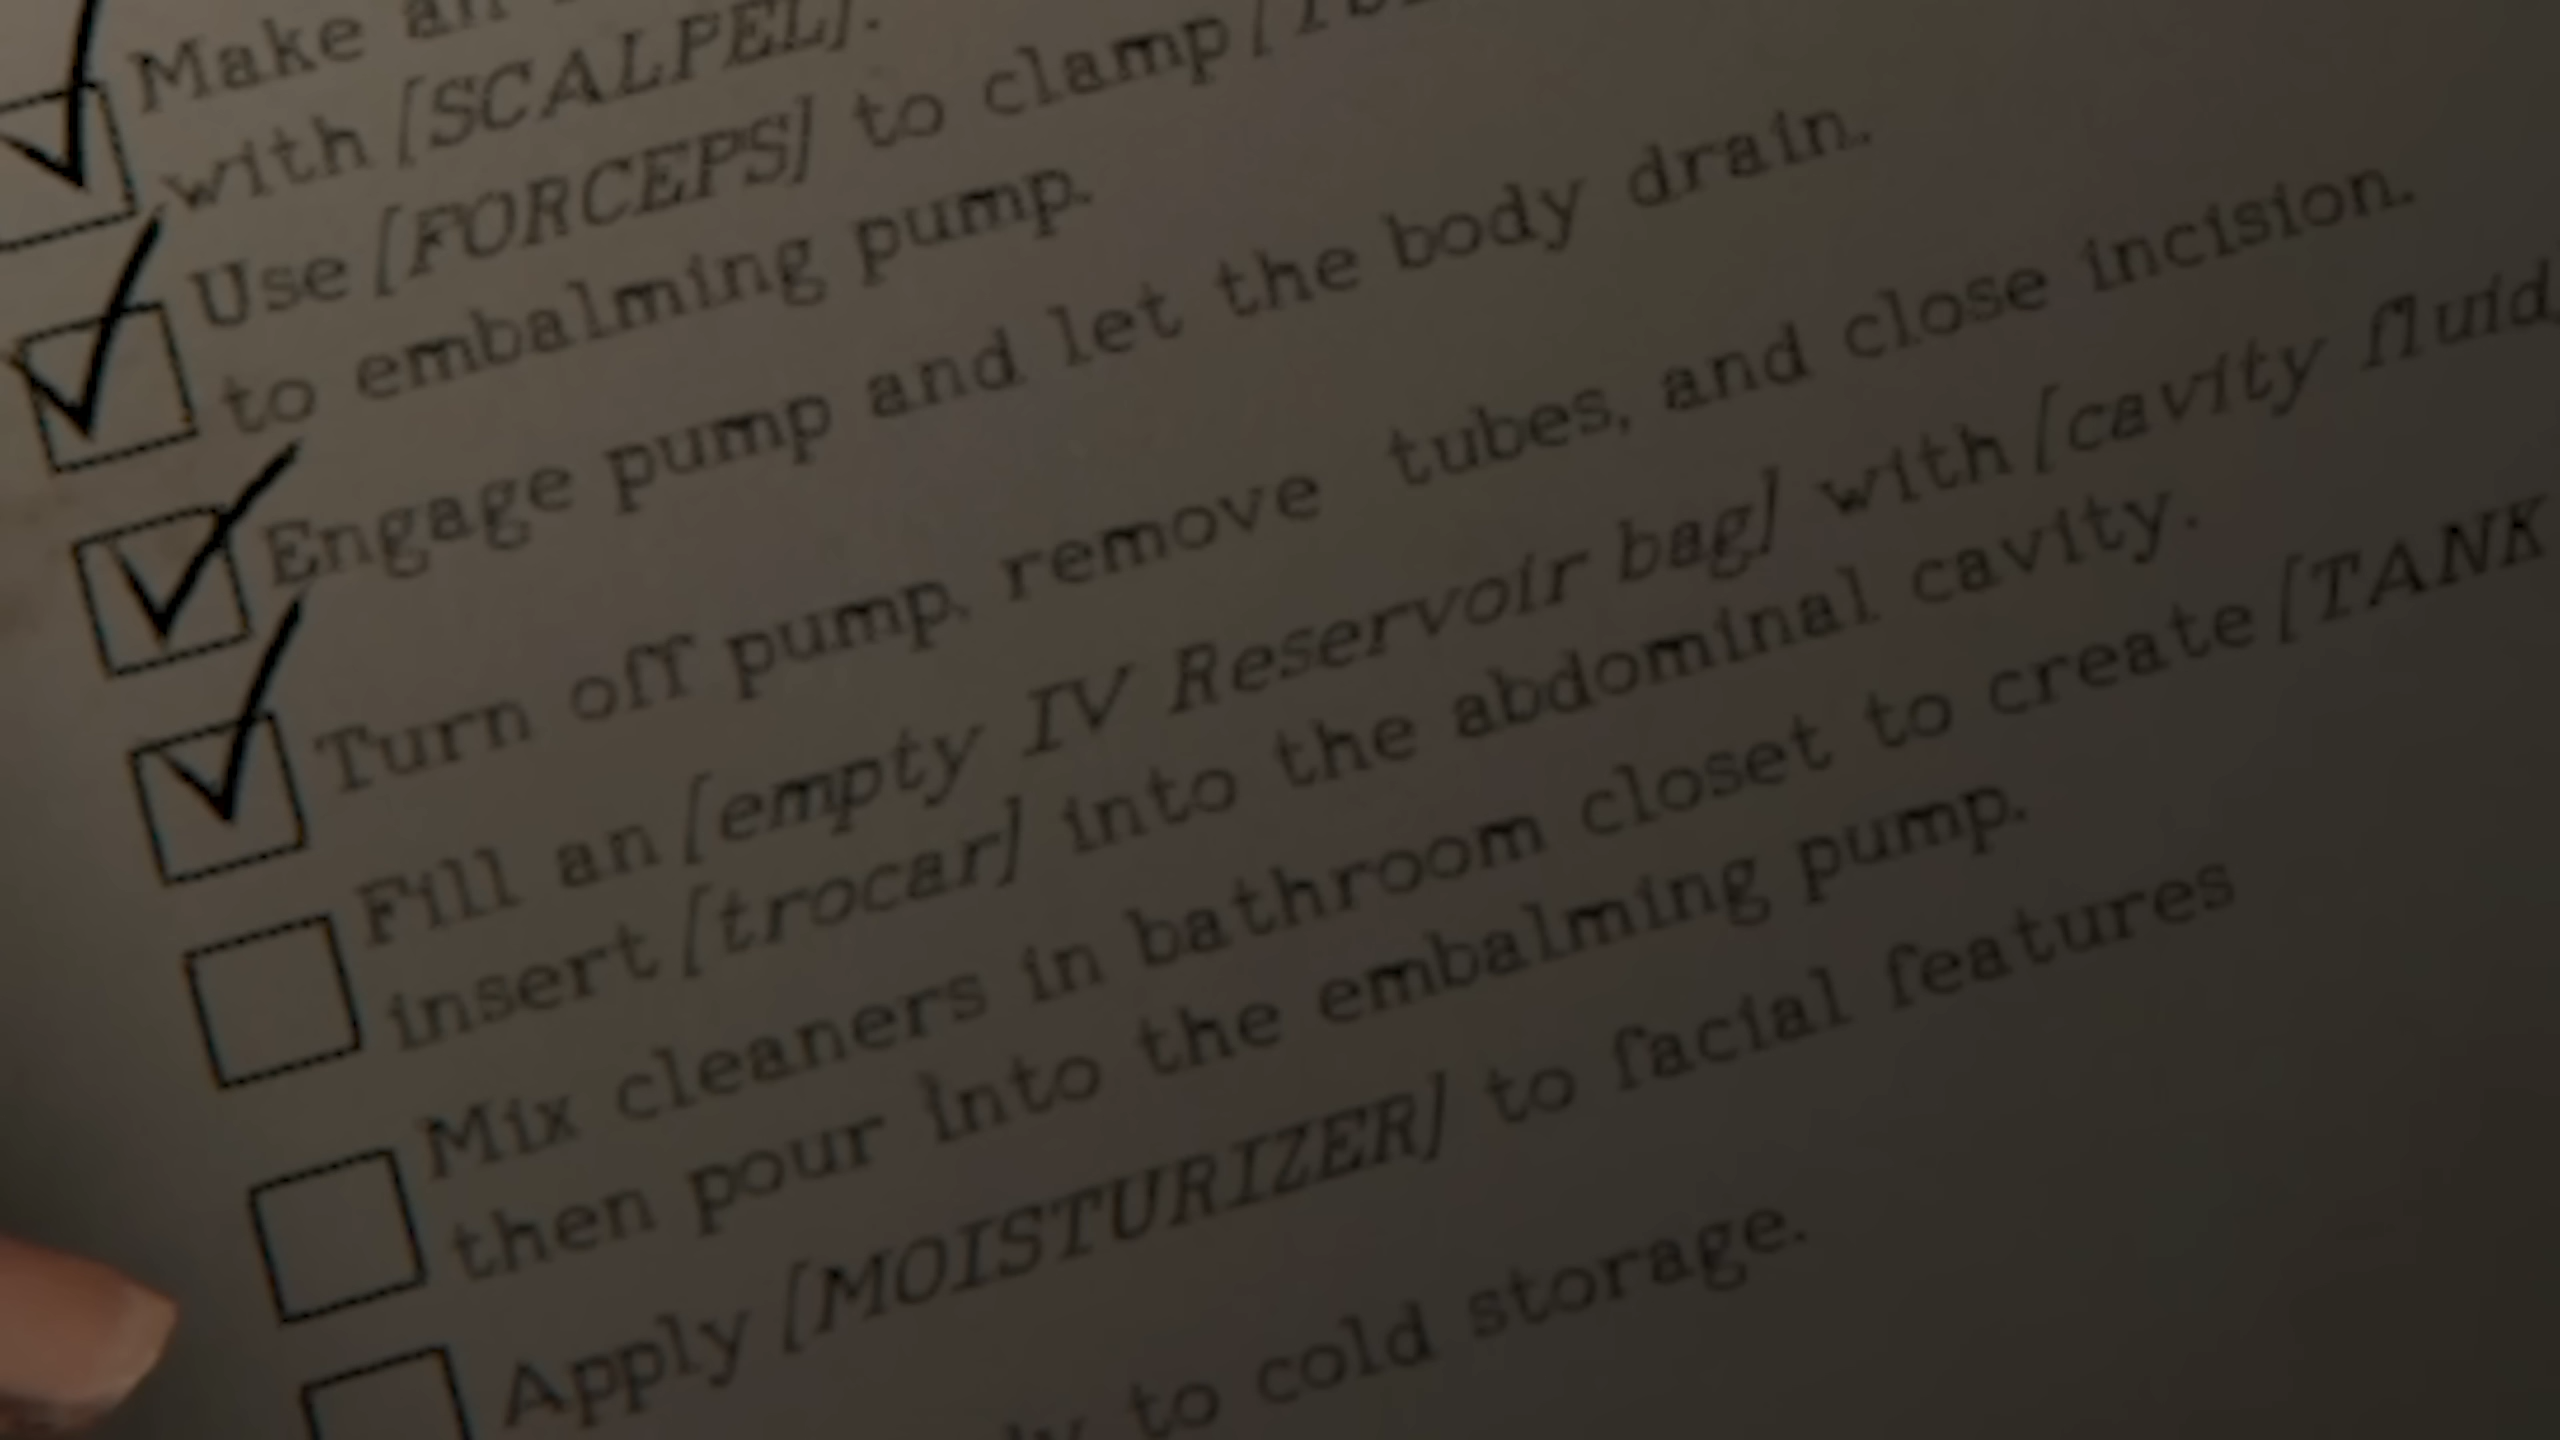 Make an
with [SCALPEL].
Use [FORCEPS] to clamp
to embalming pump.
Engage pump and let the body drain.
Turn off pump, remove tubes, and close incision.
Fill an [empty IV Reservoir bag] with [cavity fluid
insert [trocar] into the abdominal cavity.
Mix cleaners in bathroom closet to create [TANK
then pour into the embalming pump.
Apply [MOISTURIZER] to facial features
to cold storage.